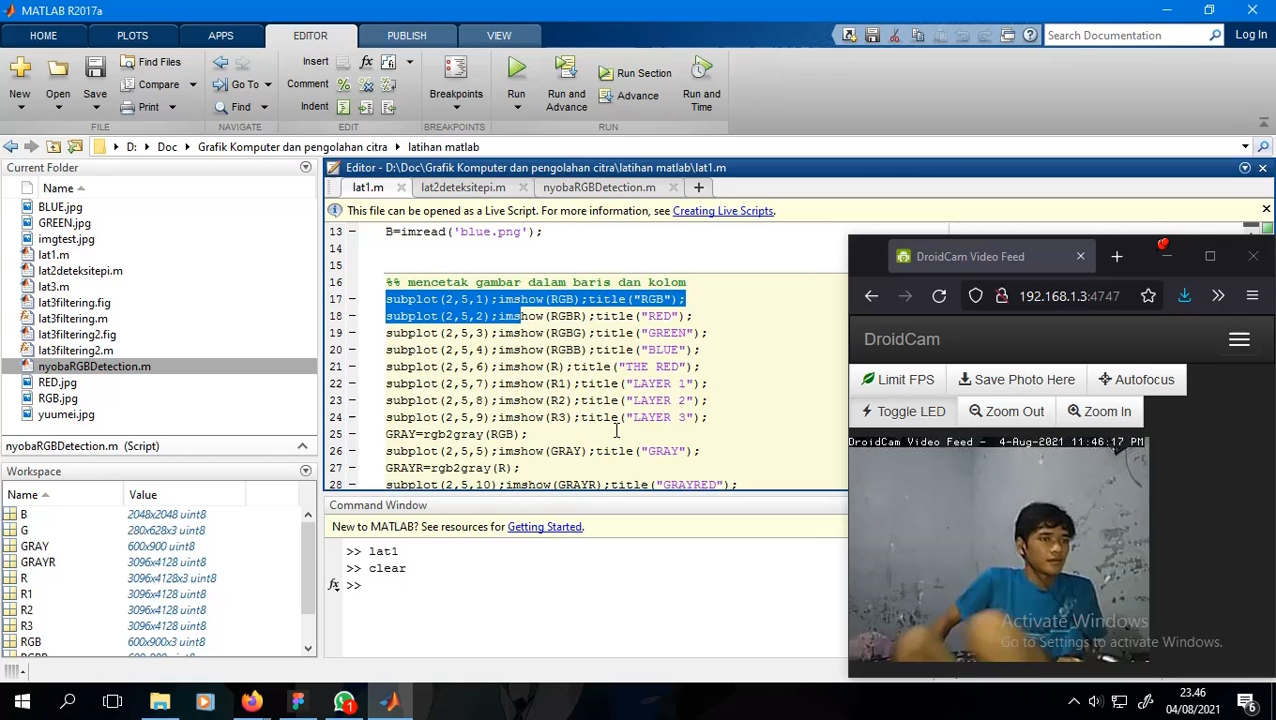 MATLAB R2017a
HOME PLOTS APPS EDITOR PUBLISH VIEW Search Documentation Log In
New Open Save Find Files Compare Print Go To Find Insert Comment Indent Breakpoints Run Run and Advance Run Section Advance Run and Time
FILE NAVIGATE EDIT BREAKPOINTS RUN
D: Doc Grafik Komputer dan pengolahan citra latihan matlab
Current Folder
Name
BLUE.jpg
GREEN.jpg
imgtest.jpg
lat1.m
lat2deteksitepi.m
lat3.m
lat3filtering.fig
lat3filtering.m
lat3filtering2.fig
lat3filtering2.m
nyobaRGBDetection.m
RED.jpg
RGB.jpg
yuumei.jpg
nyobaRGBDetection.m (Script)
Workspace
Name Value
B 2048x2048 uint8
G 280x628x3 uint8
GRAY 600x900 uint8
GRAYR 3096x4128 uint8
R 3096x4128x3 uint8
R1 3096x4128 uint8
R2 3096x4128 uint8
R3 3096x4128 uint8
RGB 600x900x3 uint8
Editor - D:\Doc\Grafik Komputer dan pengolahan citra\latihan matlab\lat1.m
lat1.m lat2deteksitepi.m nyobaRGBDetection.m
This file can be opened as a Live Script. For more information, see Creating Live Scripts.
13 B=imread('blue.png');
14
15
16 %% mencetak gambar dalam baris dan kolom
17 subplot(2,5,1);imshow(RGB);title("RGB");
18 subplot(2,5,2);imshow(RGBR);title("RED");
19 subplot(2,5,3);imshow(RGBG);title("GREEN");
20 subplot(2,5,4);imshow(RGBB);title("BLUE");
21 subplot(2,5,6);imshow(R);title("THE RED");
22 subplot(2,5,7);imshow(R1);title("LAYER 1");
23 subplot(2,5,8);imshow(R2);title("LAYER 2");
24 subplot(2,5,9);imshow(R3);title("LAYER 3");
25 GRAY=rgb2gray(RGB);
26 subplot(2,5,5);imshow(GRAY);title("GRAY");
27 GRAYR=rgb2gray(R);
28 subplot(2,5,10);imshow(GRAYR);title("GRAYRED");
Command Window
New to MATLAB? See resources for Getting Started.
>> lat1
>> clear
fx >>
DroidCam Video Feed
192.168.1.3:4747
DroidCam
Limit FPS Save Photo Here Autofocus
Toggle LED Zoom Out Zoom In
DroidCam Video Feed - 4-Aug-2021 11:46:17 PM
Activate Windows
Go to Settings to activate Windows.
23.46
04/08/2021
6